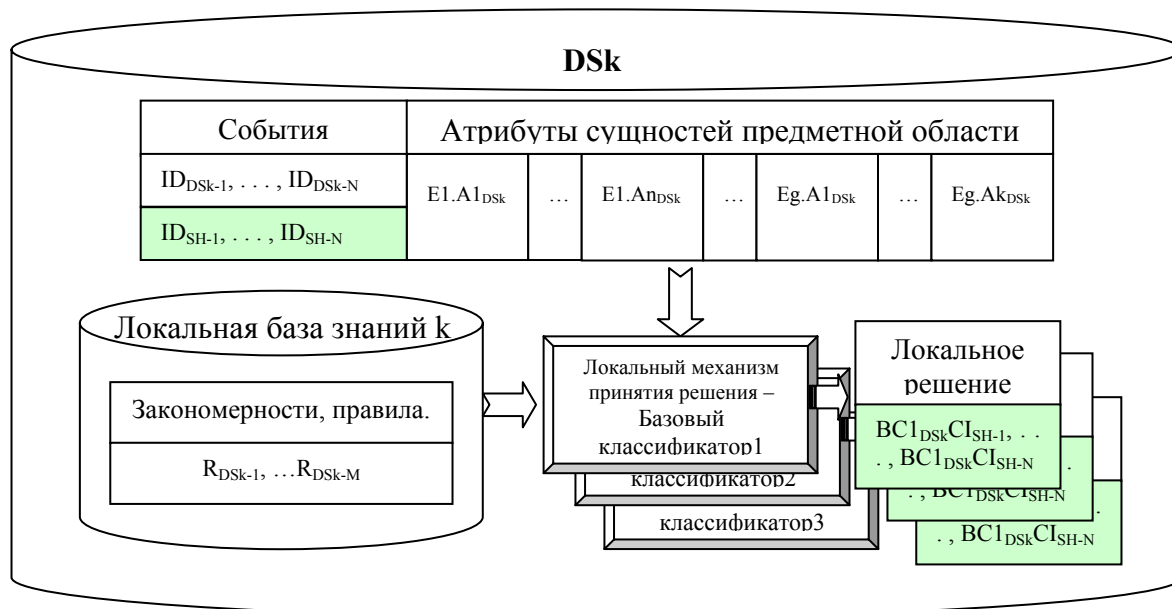 DSk
События
Атрибуты сущностей предметной области
ID_DSk-1, . . . , ID_DSk-N
E1.A1_DSk
…
E1.An_DSk
…
Eg.A1_DSk
…
Eg.Ak_DSk
ID_SH-1, . . . , ID_SH-N
Локальная база знаний k
Закономерности, правила.
R_DSk-1, …R_DSk-M
Локальный механизм
принятия решения –
Базовый
классификатор1
классификатор2
классификатор3
Локальное
решение
BC1_DSkCI_SH-1, . .
. , BC1_DSkCI_SH-N
.
. , BC1_DSkCI_SH-N
.
. , BC1_DSkCI_SH-N